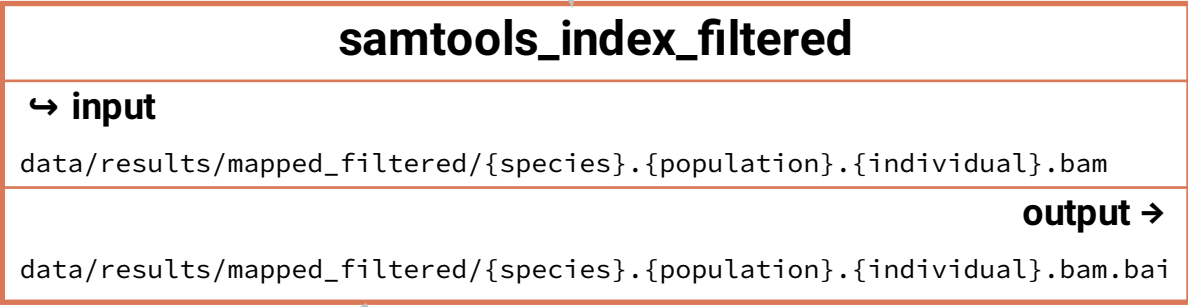 samtools_index_filtered
↪ input
data/results/mapped_filtered/{species}.{population}.{individual}.bam
output →
data/results/mapped_filtered/{species}.{population}.{individual}.bam.bai